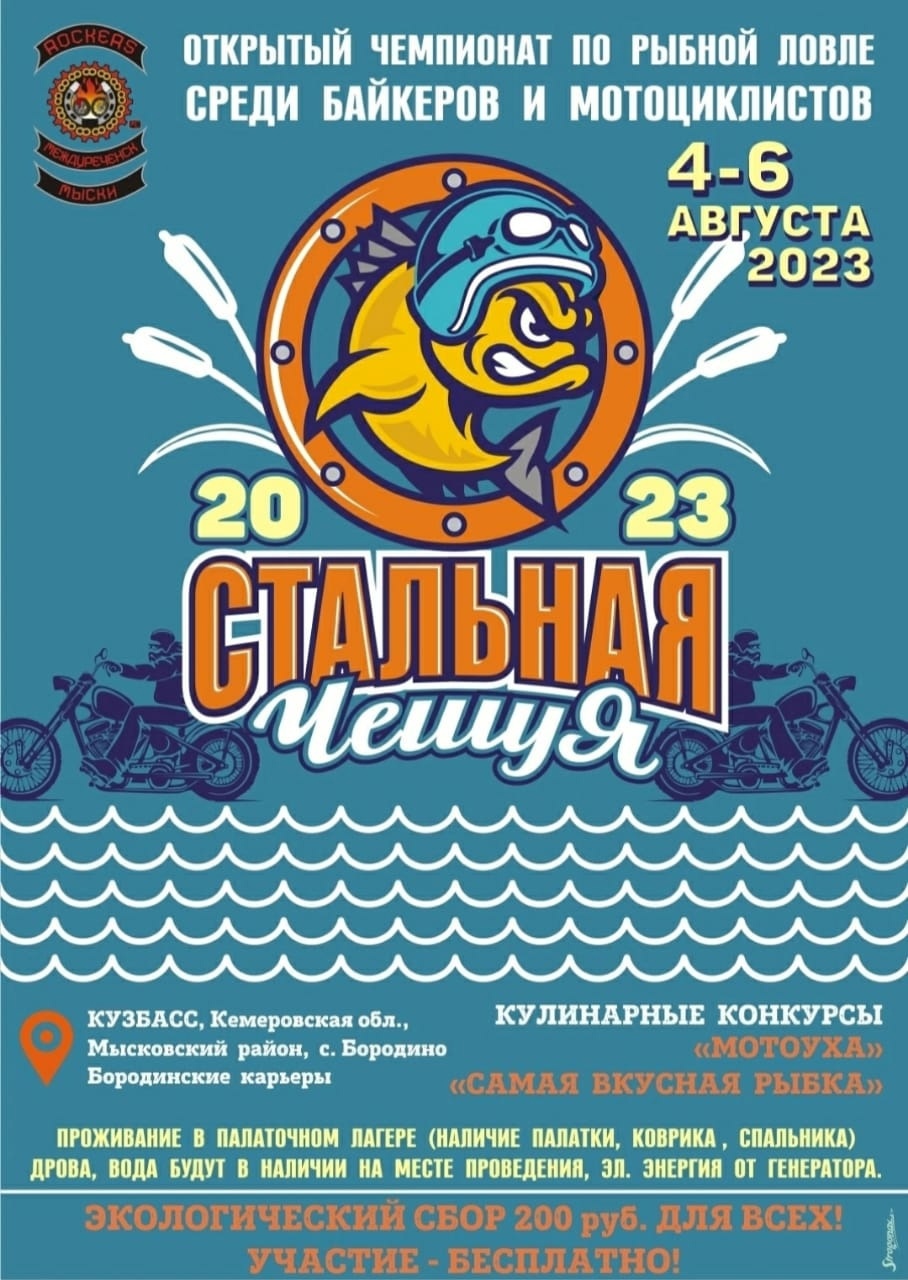 ROCKERS
МЕЖДУРЕЧЕНСК
МЫСКИ
ОТКРЫТЫЙ ЧЕМПИОНАТ ПО РЫБНОЙ ЛОВЛЕ
СРЕДИ БАЙКЕРОВ И МОТОЦИКЛИСТОВ
4-6
АВГУСТА
2023
20 23
СТАЛЬНАЯ
ЧешуЯ
КУЗБАСС, Кемеровская обл.,
Мысковский район, с. Бородино
Бородинские карьеры
КУЛИНАРНЫЕ КОНКУРСЫ
«МОТОУХА»
«САМАЯ ВКУСНАЯ РЫБКА»
ПРОЖИВАНИЕ В ПАЛАТОЧНОМ ЛАГЕРЕ (НАЛИЧИЕ ПАЛАТКИ, КОВРИКА , СПАЛЬНИКА)
ДРОВА, ВОДА БУДУТ В НАЛИЧИИ НА МЕСТЕ ПРОВЕДЕНИЯ, ЭЛ. ЭНЕРГИЯ ОТ ГЕНЕРАТОРА.
ЭКОЛОГИЧЕСКИЙ СБОР 200 руб. ДЛЯ ВСЕХ!
УЧАСТИЕ - БЕСПЛАТНО!